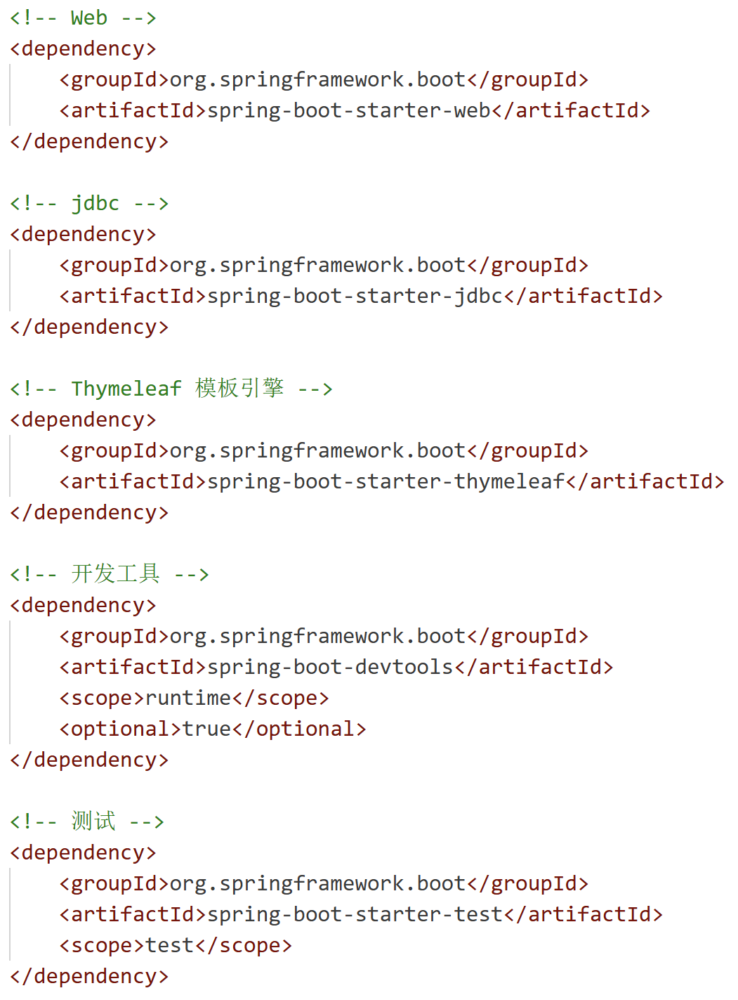 <!-- Web -->
<dependency>
    <groupId>org.springframework.boot</groupId>
    <artifactId>spring-boot-starter-web</artifactId>
</dependency>

<!-- jdbc -->
<dependency>
    <groupId>org.springframework.boot</groupId>
    <artifactId>spring-boot-starter-jdbc</artifactId>
</dependency>

<!-- Thymeleaf 模板引擎 -->
<dependency>
    <groupId>org.springframework.boot</groupId>
    <artifactId>spring-boot-starter-thymeleaf</artifactId>
</dependency>

<!-- 开发工具 -->
<dependency>
    <groupId>org.springframework.boot</groupId>
    <artifactId>spring-boot-devtools</artifactId>
    <scope>runtime</scope>
    <optional>true</optional>
</dependency>

<!-- 测试 -->
<dependency>
    <groupId>org.springframework.boot</groupId>
    <artifactId>spring-boot-starter-test</artifactId>
    <scope>test</scope>
</dependency>